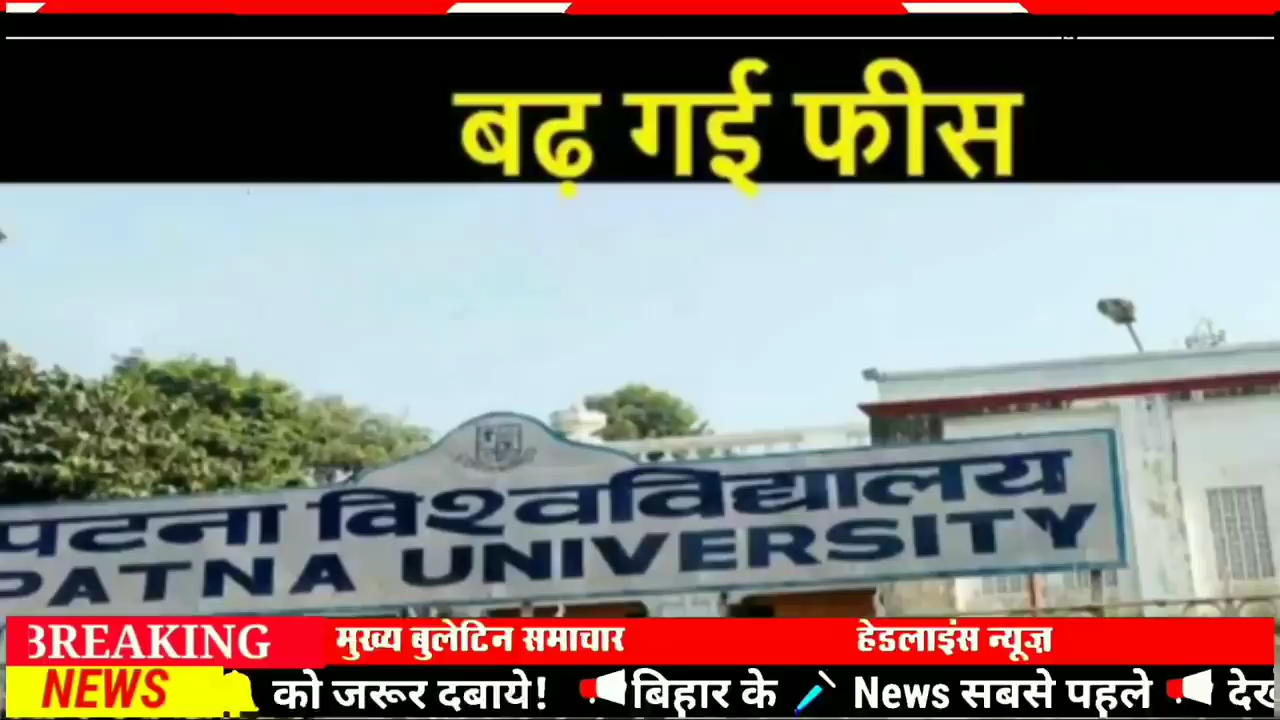 बढ़ गई फीस
पटना विश्वविद्यालय
PATNA UNIVERSITY
BREAKING
मुख्य बुलेटिन समाचार
हेडलाइंस न्यूज़
NEWS
को जरूर दबाये! बिहार के News सबसे पहले